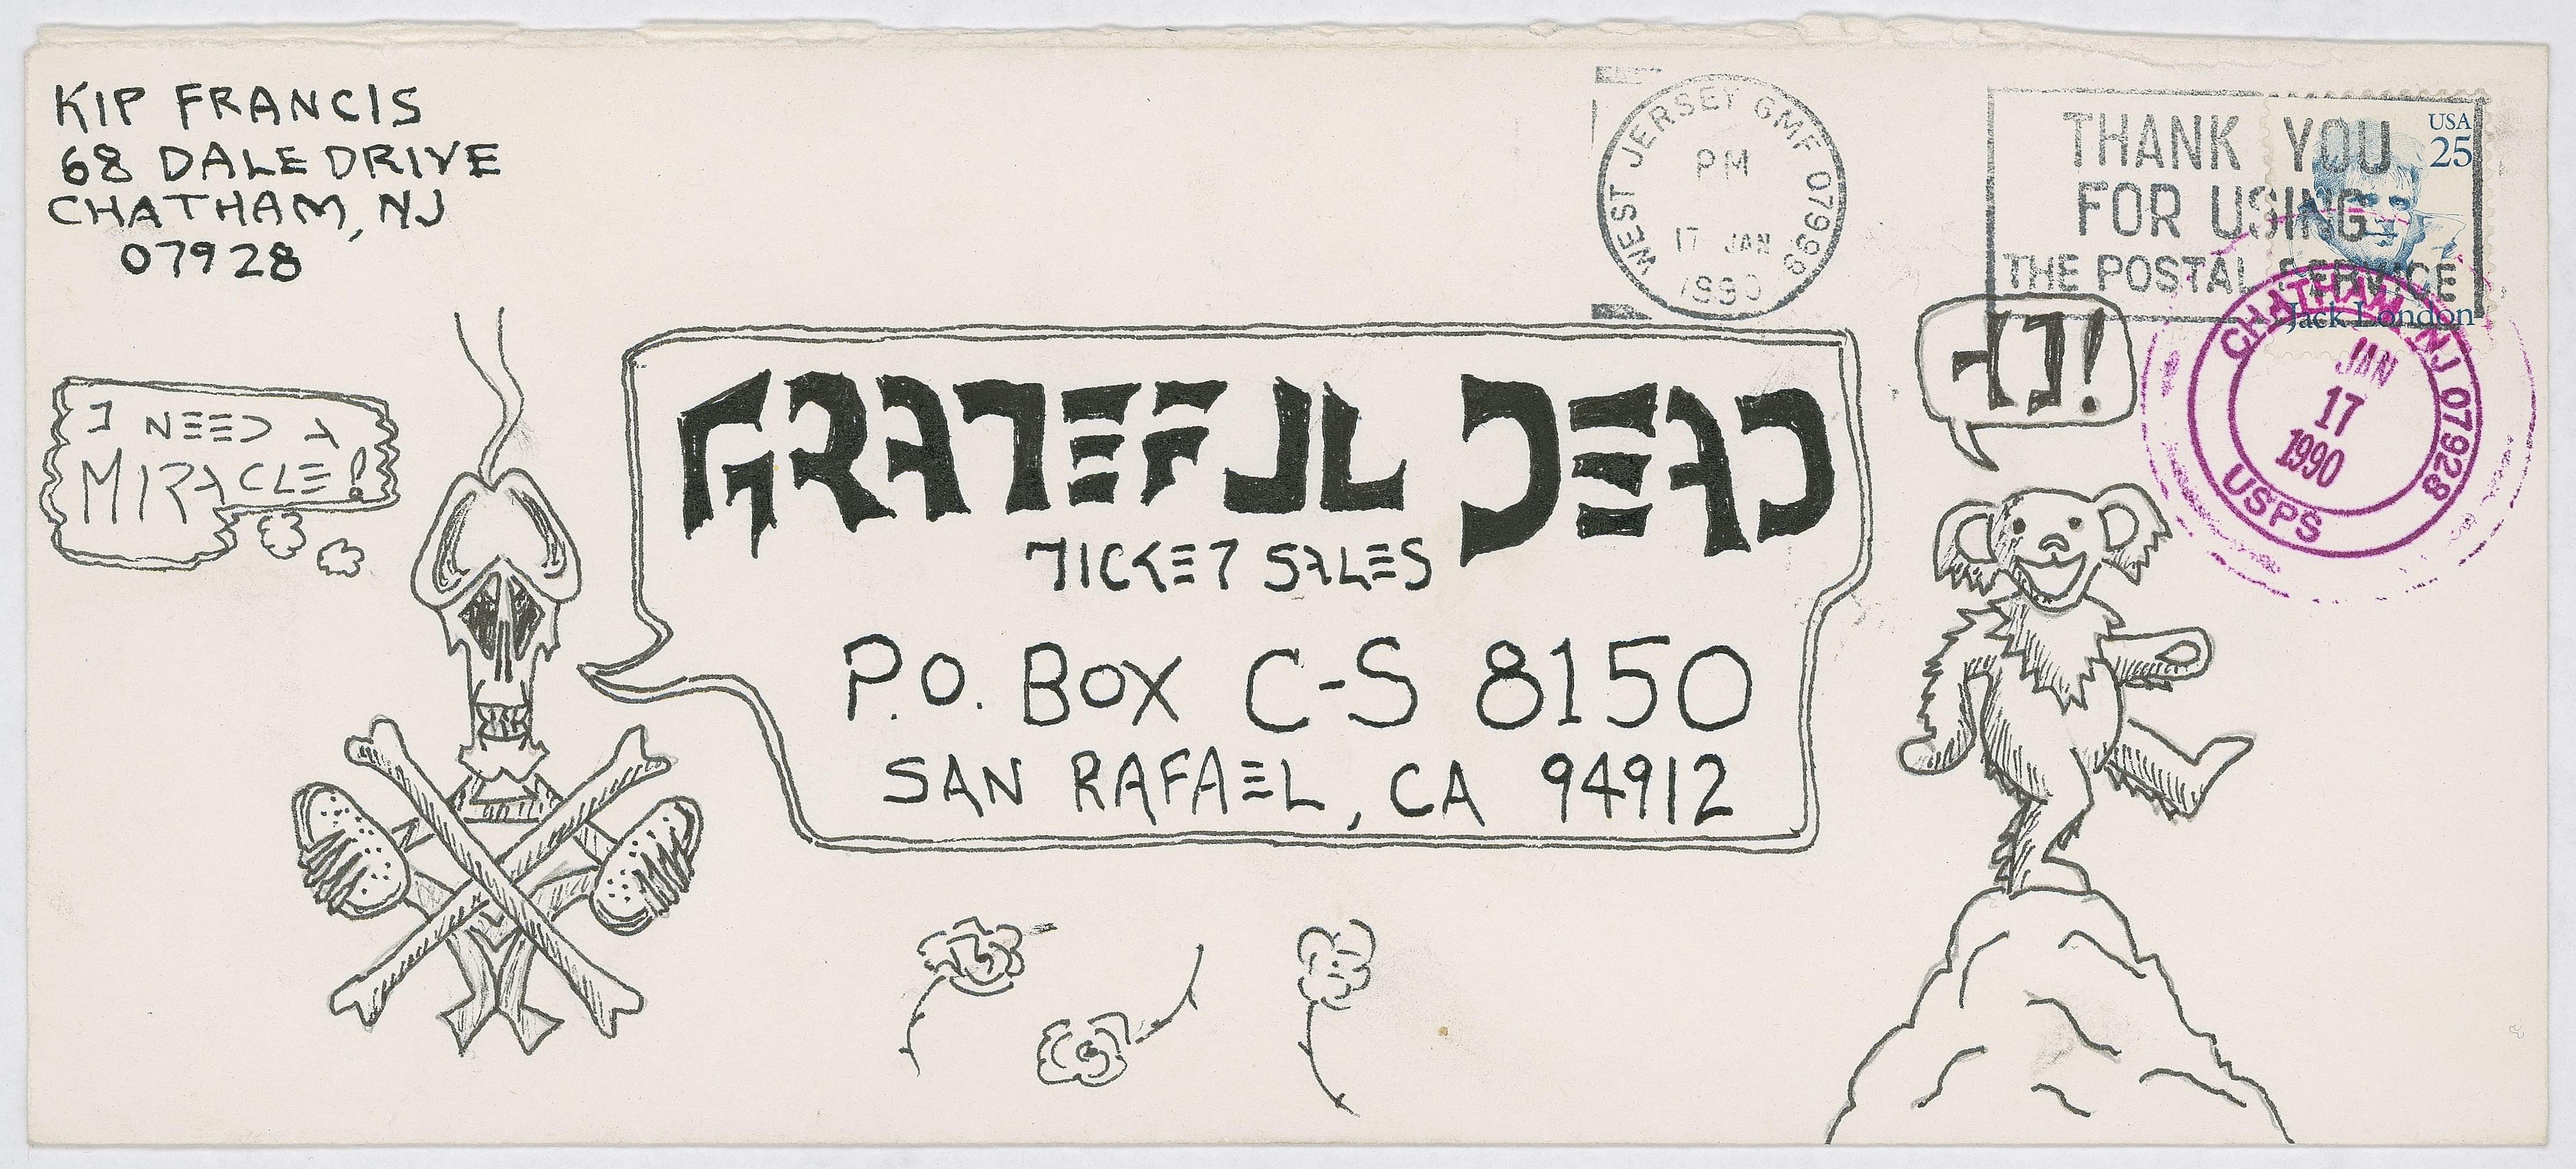 KIP FRANCIS
68 DALE DRIVE
CHATHAM, NJ
07928
WEST JERSEY GMF 07998
PM
17 JAN
1990
THANK YOU
FOR USING
THE POSTAL SERVICE
USA
25
Jack London
CHATHAM NJ 07928
JAN
17
1990
USPS
I NEED A
MIRACLE!
GRATEFUL DEAD
TICKET SALES
P.O. BOX C-S 8150
SAN RAFAEL, CA 94912
HI!